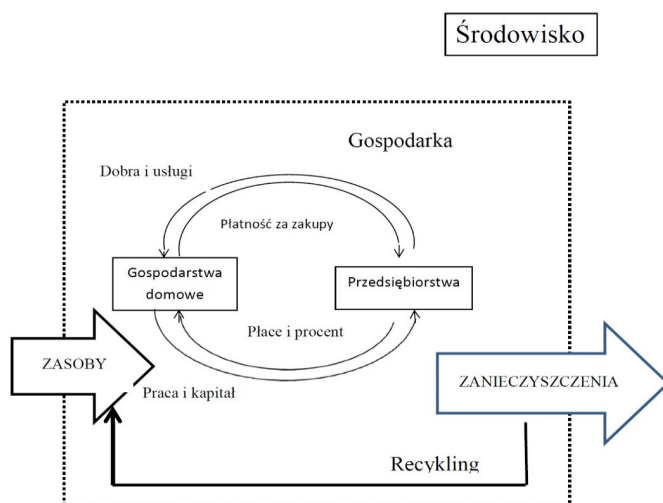 Środowisko
Gospodarka
Dobra i usługi
Płatność za zakupy
Gospodarstwa
domowe
Przedsiębiorstwa
Płace i procent
ZASOBY
ZANIECZYSZCZENIA
Praca i kapitał
Recykling